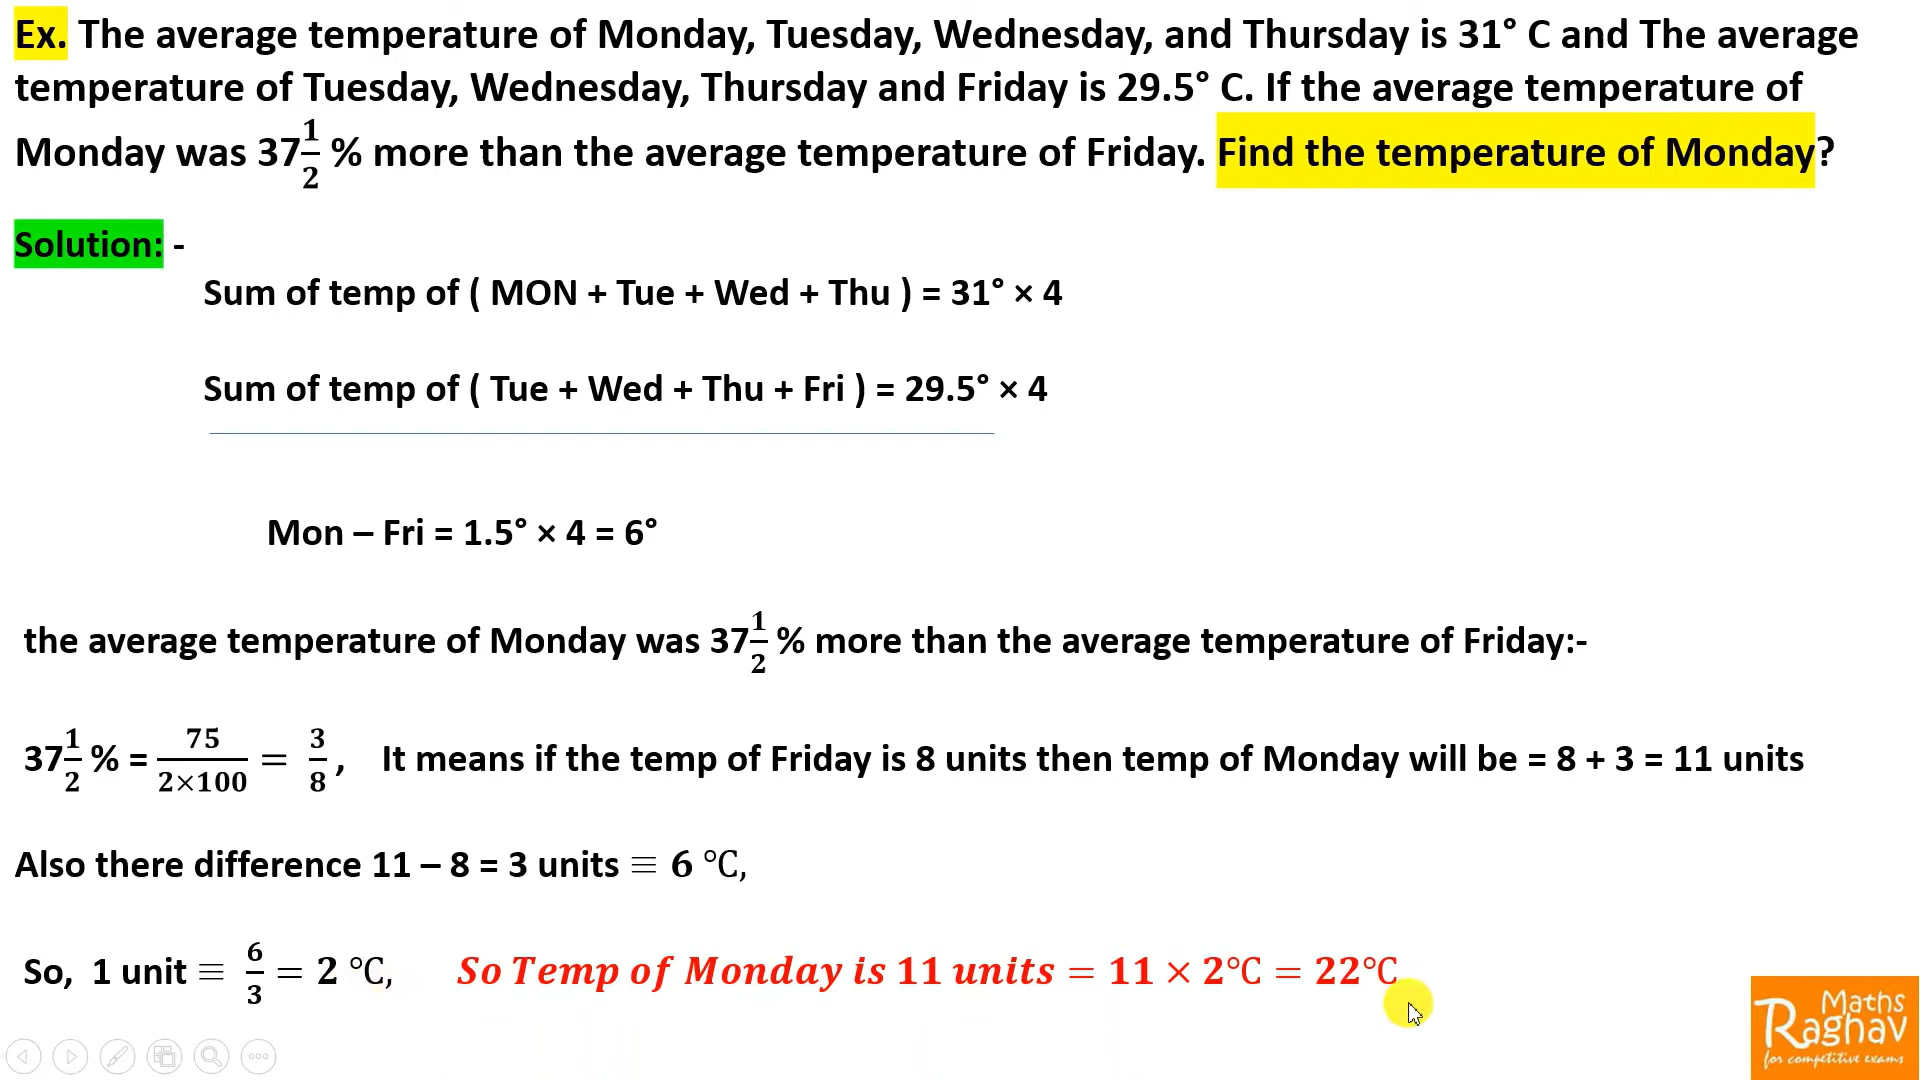 Ex. The average temperature of Monday, Tuesday, Wednesday, and Thursday is 31° C and The average
temperature of Tuesday, Wednesday, Thursday and Friday is 29.5° C. If the average temperature of
Monday was 37 1/2 % more than the average temperature of Friday. Find the temperature of Monday?
Solution: -
Sum of temp of ( MON + Tue + Wed + Thu ) = 31° × 4
Sum of temp of ( Tue + Wed + Thu + Fri ) = 29.5° × 4
Mon – Fri = 1.5° × 4 = 6°
the average temperature of Monday was 37 1/2 % more than the average temperature of Friday:-
37 1/2 % = 75/(2×100) = 3/8 , It means if the temp of Friday is 8 units then temp of Monday will be = 8 + 3 = 11 units
Also there difference 11 – 8 = 3 units ≡ 6 ℃,
So, 1 unit ≡ 6/3 = 2 ℃, So Temp of Monday is 11 units = 11 × 2℃ = 22℃
Maths
Raghav
for competitive exams